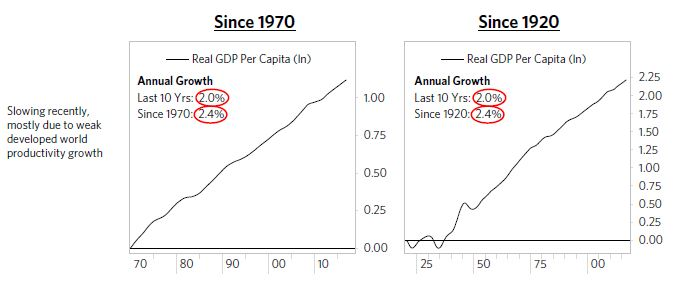 Since 1970
Since 1920
Slowing recently,
mostly due to weak
developed world
productivity growth
Real GDP Per Capita (ln)
Annual Growth
Last 10 Yrs: 2.0%
Since 1970: 2.4%
1.00
0.75
0.50
0.25
0.00
70 80 90 00 10
Real GDP Per Capita (ln)
Annual Growth
Last 10 Yrs: 2.0%
Since 1920: 2.4%
2.25
2.00
1.75
1.50
1.25
1.00
0.75
0.50
0.25
0.00
25 50 75 00